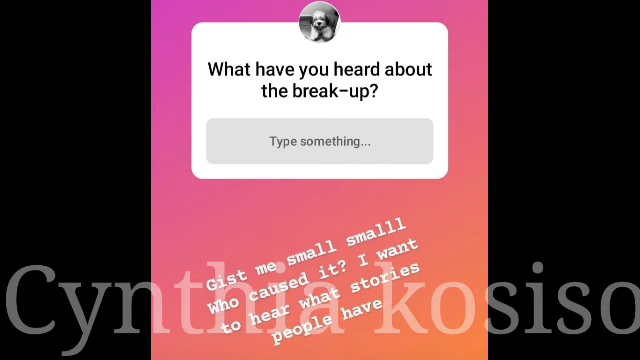 What have you heard about
the break-up?
Type something...
Gist me small smalll
Who caused it? I want
to hear what stories
people have
Cynthia kosiso